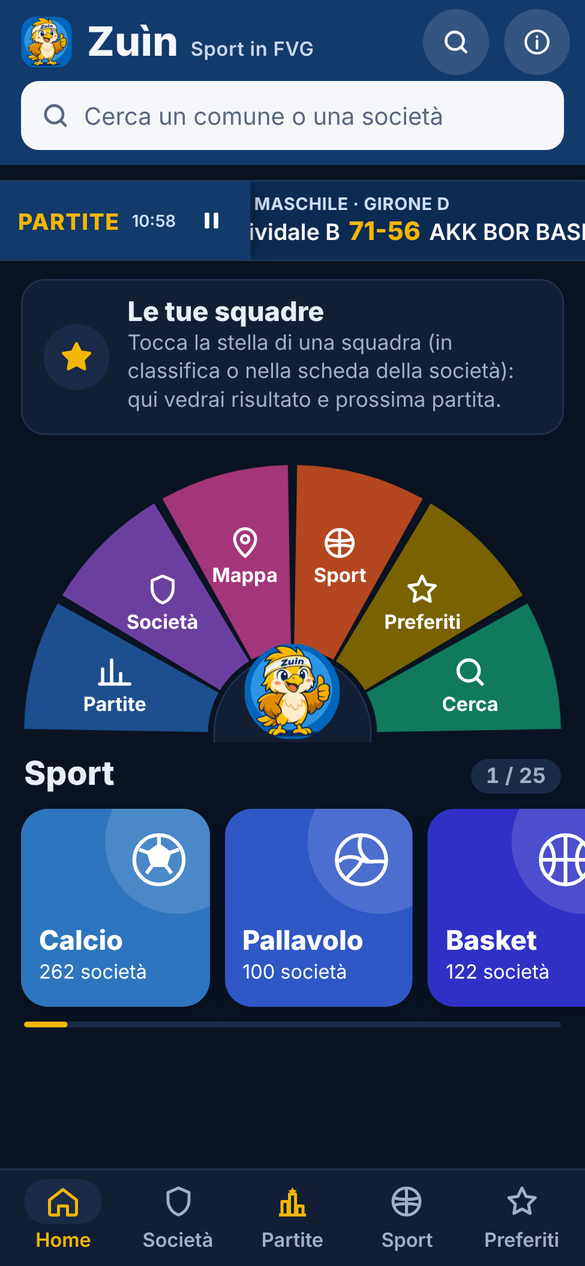 Zuin
Zuìn Sport in FVG
Cerca un comune o una società
MASCHILE · GIRONE D
PARTITE 10:58
ividale B 71-56 AKK BOR BAS
Le tue squadre
Tocca la stella di una squadra (in
classifica o nella scheda della società):
qui vedrai risultato e prossima partita.
Mappa
Sport
Società
Preferiti
Partite
Cerca
Zuin
Sport
1 / 25
Calcio
262 società
Pallavolo
100 società
Basket
122 società
Home
Società
Partite
Sport
Preferiti